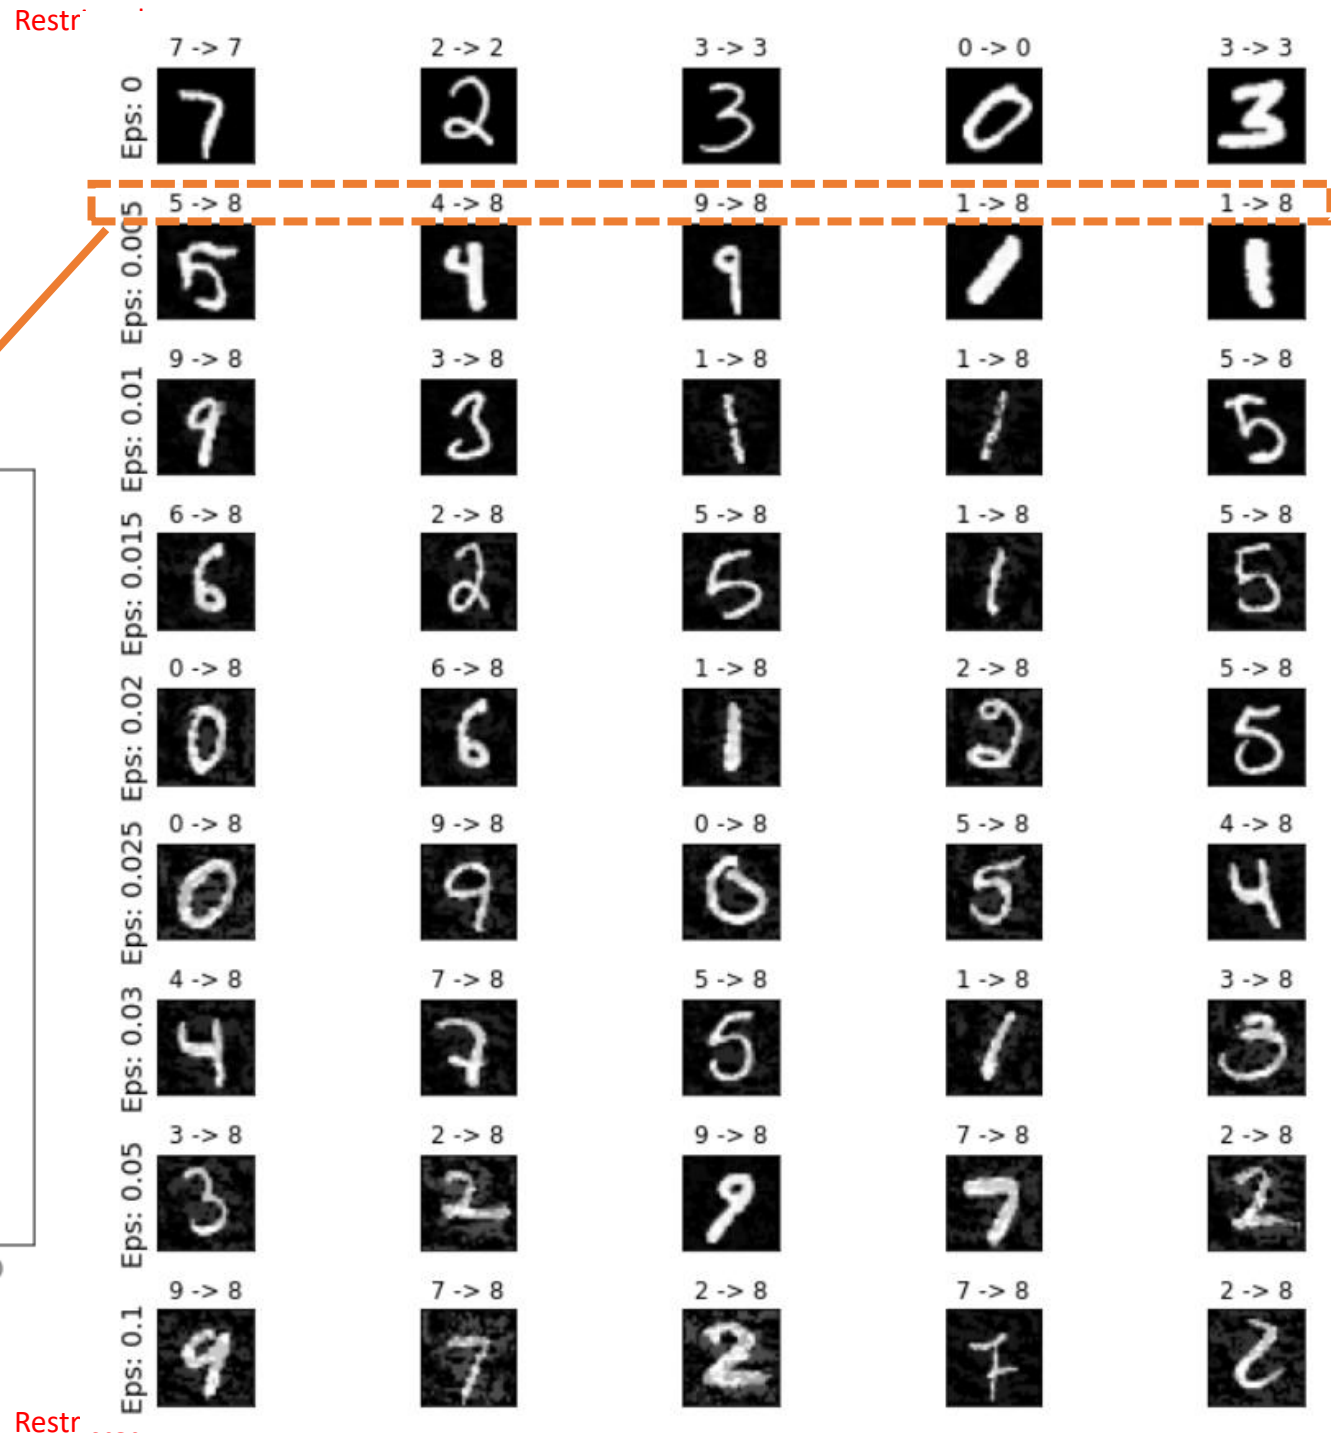 7 -> 7 2 -> 2 3 -> 3 0 -> 0 3 -> 3
Eps: 0
5 -> 8 4 -> 8 9 -> 8 1 -> 8 1 -> 8
Eps: 0.005
9 -> 8 3 -> 8 1 -> 8 1 -> 8 5 -> 8
Eps: 0.01
6 -> 8 2 -> 8 5 -> 8 1 -> 8 5 -> 8
Eps: 0.015
0 -> 8 6 -> 8 1 -> 8 2 -> 8 5 -> 8
Eps: 0.02
0 -> 8 9 -> 8 0 -> 8 5 -> 8 4 -> 8
Eps: 0.025
4 -> 8 7 -> 8 5 -> 8 1 -> 8 3 -> 8
Eps: 0.03
3 -> 8 2 -> 8 9 -> 8 7 -> 8 2 -> 8
Eps: 0.05
9 -> 8 7 -> 8 2 -> 8 7 -> 8 2 -> 8
Eps: 0.1